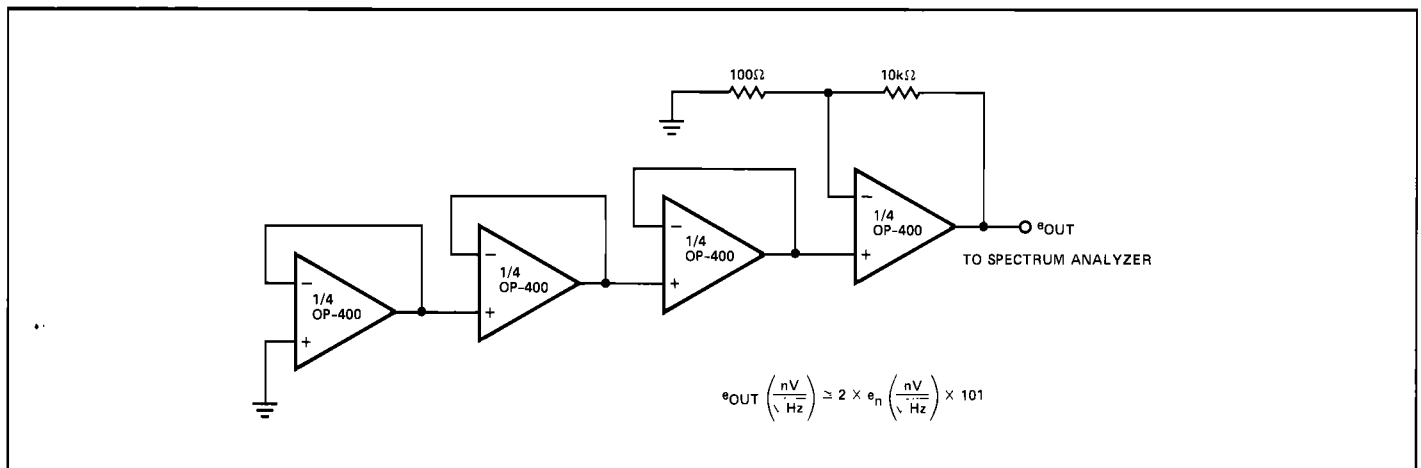 100Ω 10kΩ
−
1/4
OP-400
+
−
1/4
OP-400
+
−
1/4
OP-400
+
−
1/4
OP-400
+
eOUT
TO SPECTRUM ANALYZER
eOUT (nV/√Hz) ≃ 2 × en (nV/√Hz) × 101